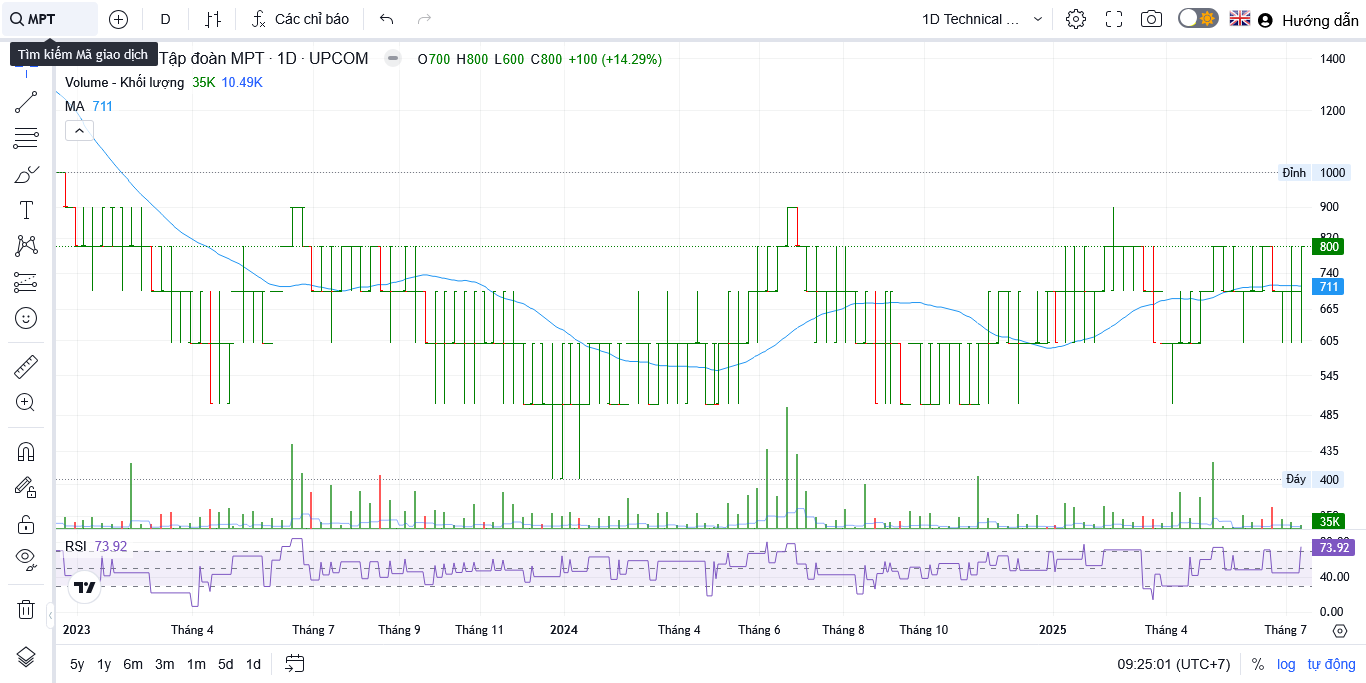 MPT D Các chỉ báo 1D Technical ... Hướng dẫn
Tìm kiếm Mã giao dịch
Tập đoàn MPT · 1D · UPCOM O700 H800 L600 C800 +100 (+14.29%)
Volume - Khối lượng 35K 10.49K
MA 711
1400
1200
Đỉnh 1000
900
820
800
740
711
665
605
545
485
435
Đáy 400
35K
RSI 73.92
73.92
40.00
0.00
2023 Tháng 4 Tháng 7 Tháng 9 Tháng 11 2024 Tháng 4 Tháng 6 Tháng 8 Tháng 10 2025 Tháng 4 Tháng 7
5y 1y 6m 3m 1m 5d 1d 09:25:01 (UTC+7) % log tự động